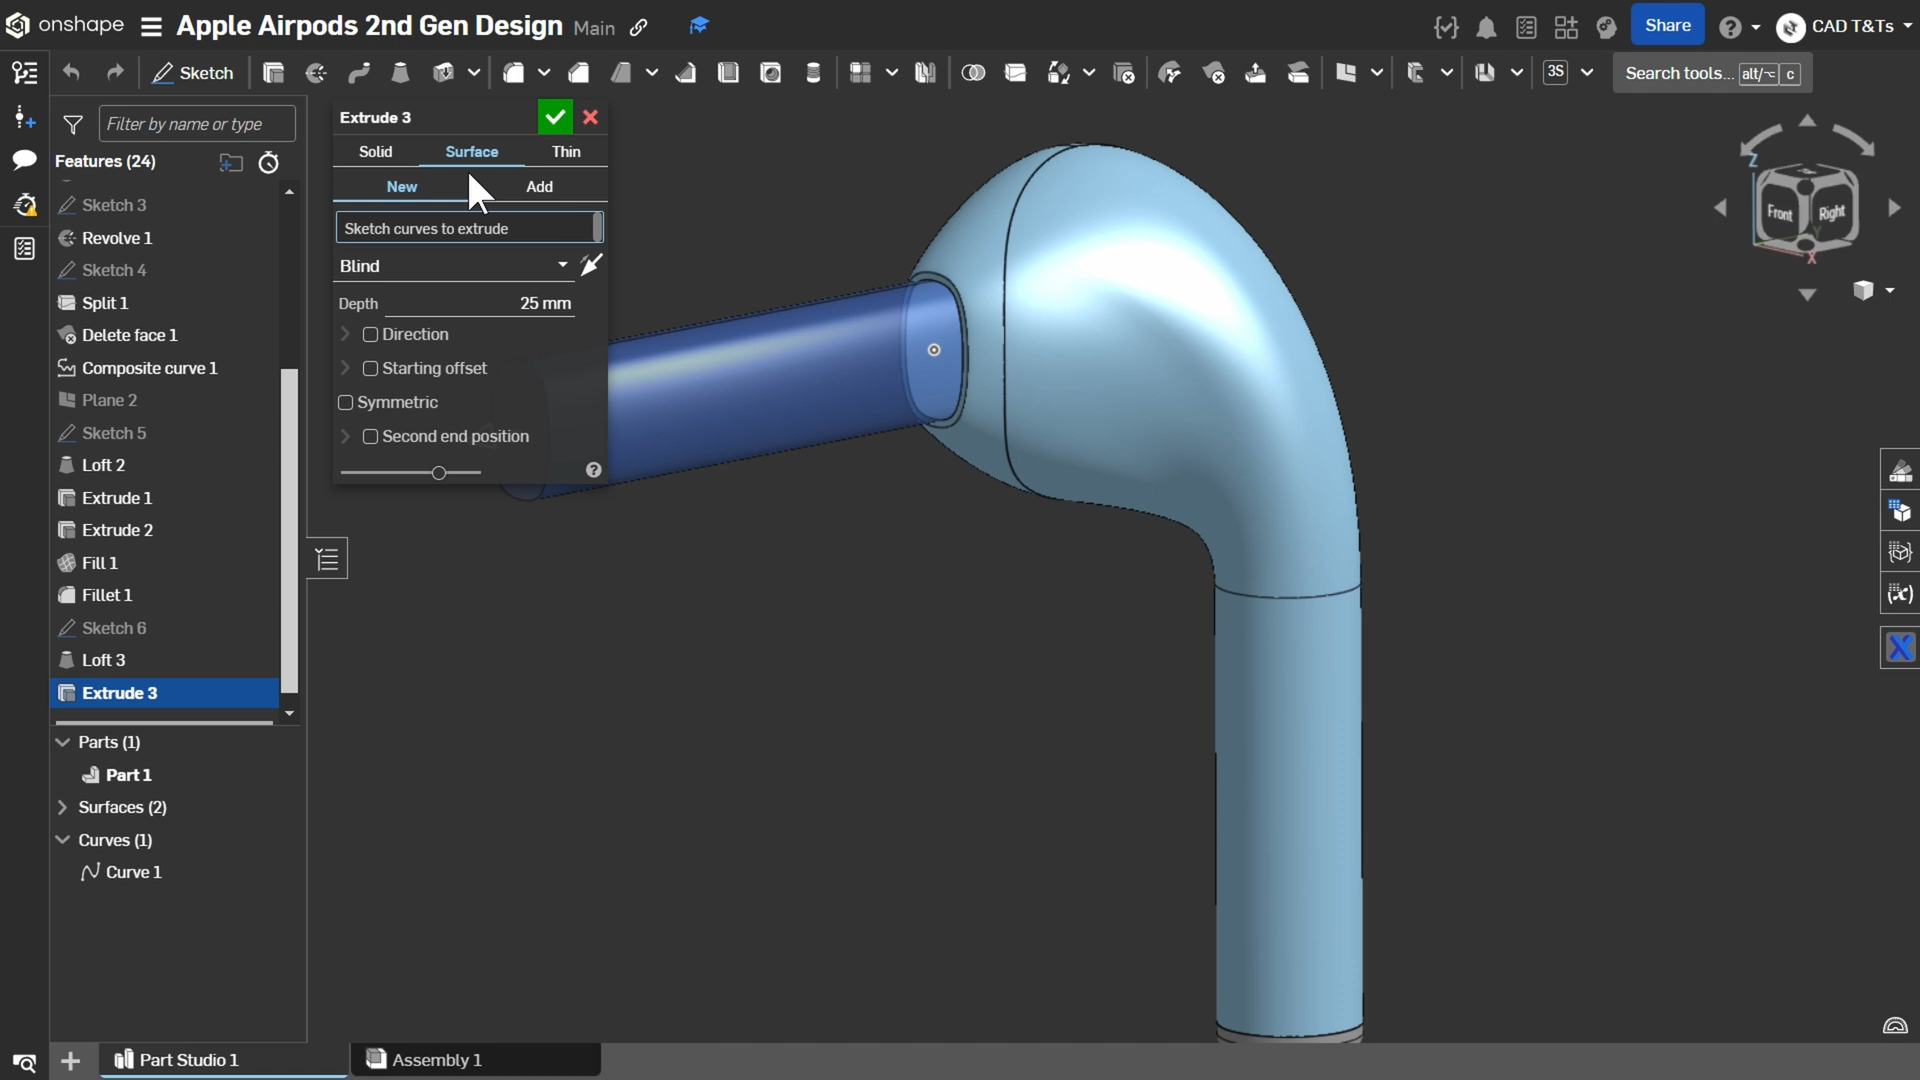 onshape
Apple Airpods 2nd Gen Design Main
Share
CAD T&Ts
Sketch
3S
Search tools... alt/⌥ c
Filter by name or type
Features (24)
Sketch 3
Revolve 1
Sketch 4
Split 1
Delete face 1
Composite curve 1
Plane 2
Sketch 5
Loft 2
Extrude 1
Extrude 2
Fill 1
Fillet 1
Sketch 6
Loft 3
Extrude 3
Parts (1)
Part 1
Surfaces (2)
Curves (1)
Curve 1
Extrude 3
Solid Surface Thin
New Add
Sketch curves to extrude
Blind
Depth 25 mm
Direction
Starting offset
Symmetric
Second end position
Z
Front Right
Y
X
(x)
Part Studio 1
Assembly 1